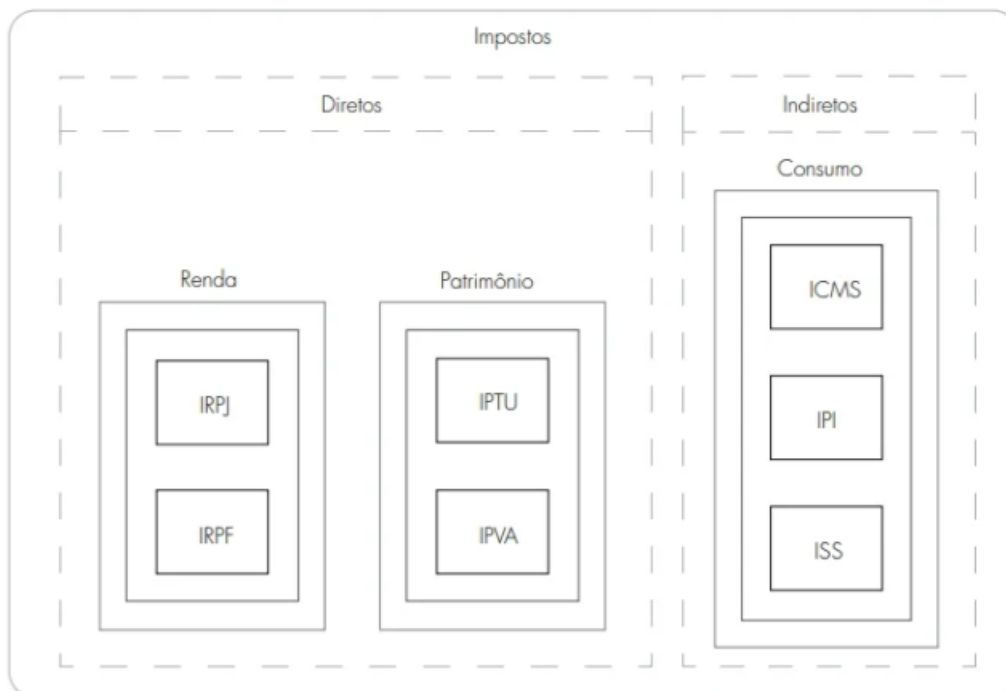 Impostos
Diretos
Indiretos
Consumo
Renda
Patrimônio
ICMS
IRPJ
IPTU
IPI
IRPF
IPVA
ISS